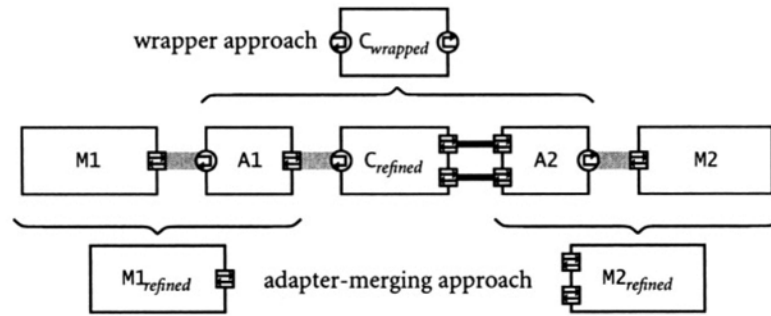 wrapper approach C_wrapped
M1 A1 C_refined A2 M2
M1_refined adapter-merging approach M2_refined